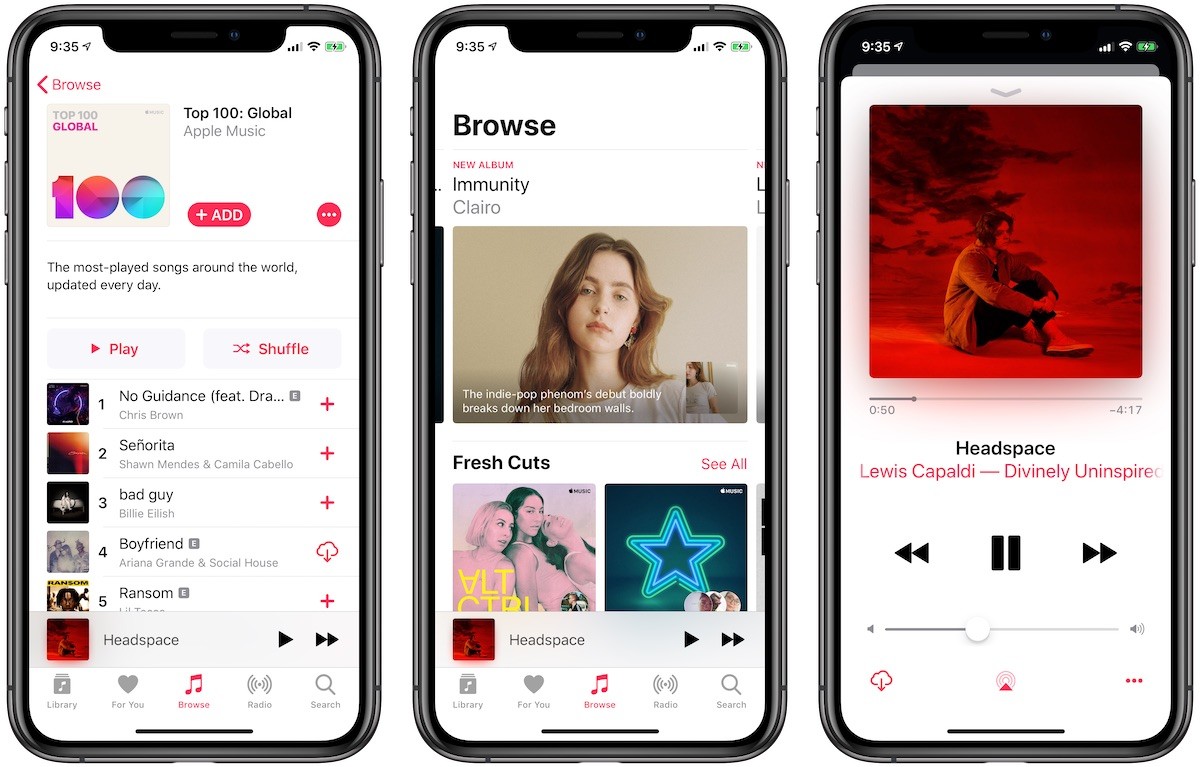 9:35
Browse
TOP 100
GLOBAL
MUSIC
100
Top 100: Global
Apple Music
+ ADD
The most-played songs around the world,
updated every day.
Play
Shuffle
1 No Guidance (feat. Dra... E
Chris Brown
2 Señorita
Shawn Mendes & Camila Cabello
3 bad guy
Billie Eilish
4 Boyfriend E
Ariana Grande & Social House
RANSOM
5 Ransom E
Headspace
Library
For You
Browse
Radio
Search
9:35
Browse
NEW ALBUM
Immunity
Clairo
The indie-pop phenom's debut boldly
breaks down her bedroom walls.
Fresh Cuts
See All
MUSIC
ALT
CTRL
MUSIC
Headspace
Library
For You
Browse
Radio
Search
9:35
0:50
-4:17
Headspace
Lewis Capaldi — Divinely Uninspired